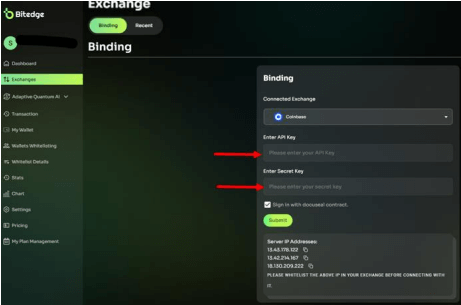 Bitedge
Exchange
Binding
Recent
Binding
S
Dashboard
Exchanges
Adaptive Quantum AI
Transaction
My Wallet
Wallets Whitelisting
Whitelist Details
Stats
Chart
Settings
Pricing
My Plan Management
Binding
Connected Exchange
Coinbase
Enter API Key
Please enter your API Key
Enter Secret Key
Please enter your secret key
Sign in with docuseal contract.
Submit
Server IP Addresses:
13.43.178.122
13.42.214.167
18.130.209.222
PLEASE WHITELIST THE ABOVE IP IN YOUR EXCHANGE BEFORE CONNECTING WITH
IT.